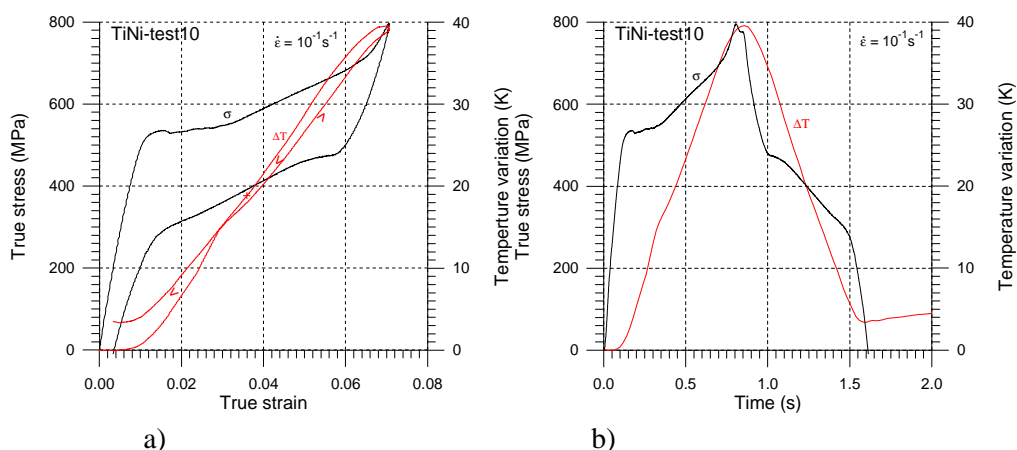 TiNi-test10
ε̇ = 10⁻¹s⁻¹
σ
ΔT
800
600
400
200
0
True stress (MPa)
40
30
20
10
0
Temperture variation (K)
0.00
0.02
0.04
0.06
0.08
True strain
a)
TiNi-test10
ε̇ = 10⁻¹s⁻¹
σ
ΔT
800
600
400
200
0
True stress (MPa)
40
30
20
10
0
Temperature variation (K)
0.0
0.5
1.0
1.5
2.0
Time (s)
b)